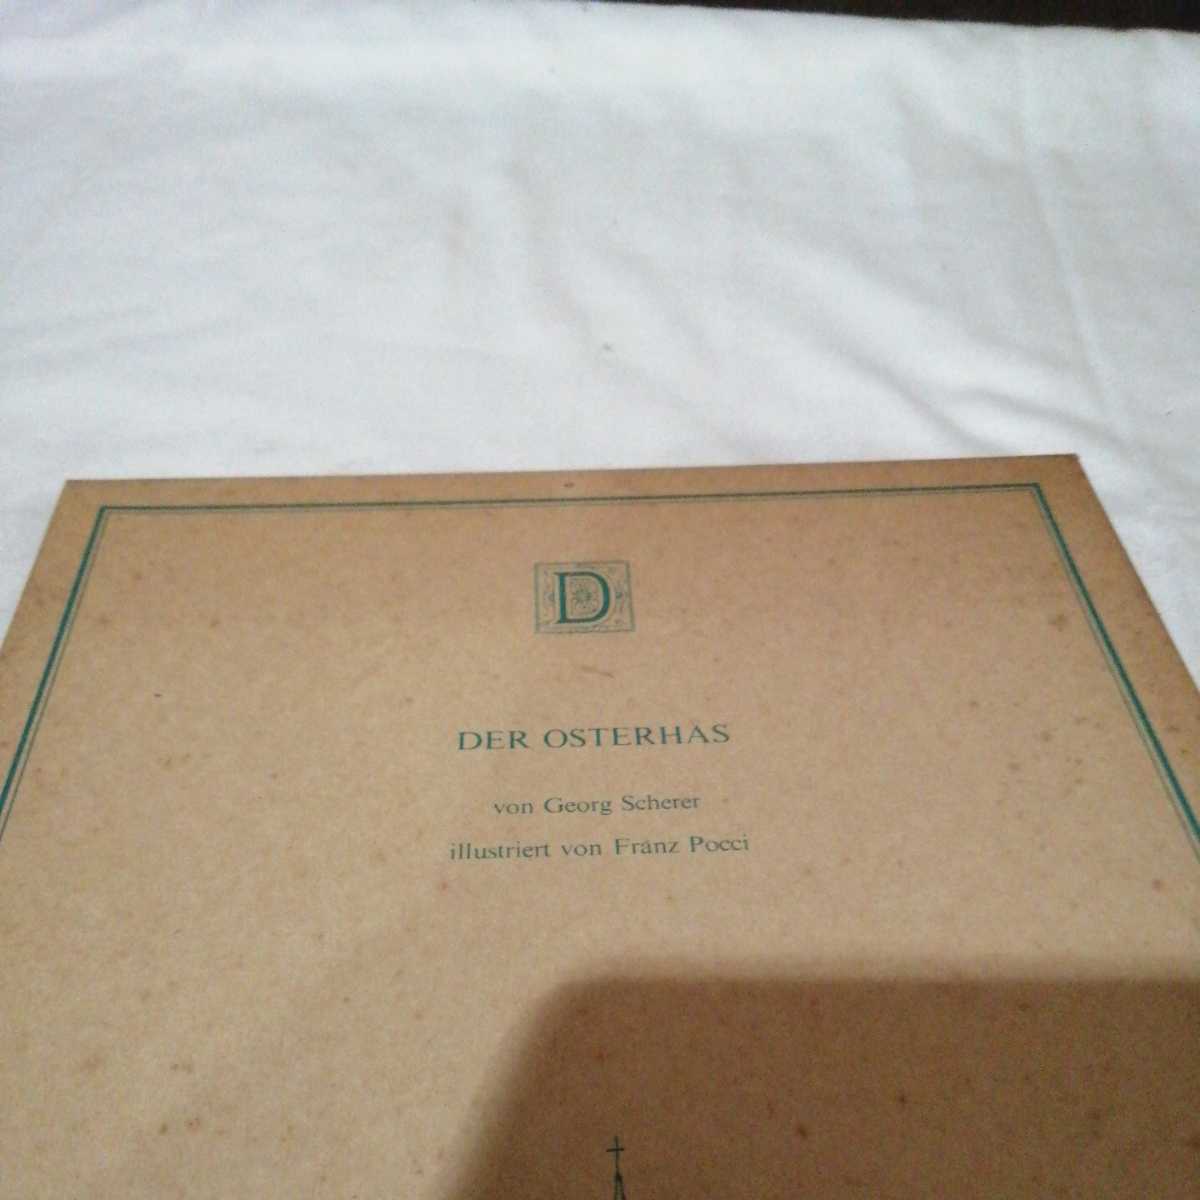 D
DER OSTERHAS
von Georg Scherer
illustriert von Franz Pocci